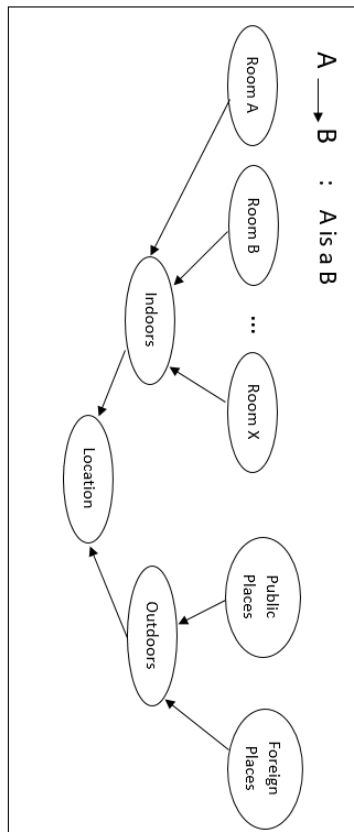 A → B : A is a B
Room A
Room B
...
Room X
Public
Places
Foreign
Places
Indoors
Outdoors
Location